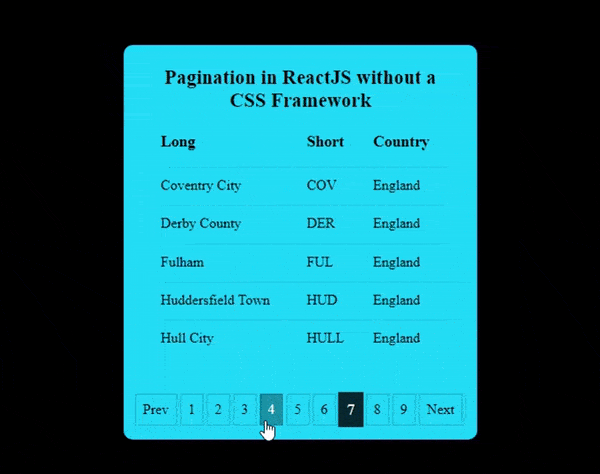 Pagination in ReactJS without a
CSS Framework
Long Short Country
Coventry City COV England
Derby County DER England
Fulham FUL England
Huddersfield Town HUD England
Hull City HULL England
Prev 1 2 3 4 5 6 7 8 9 Next